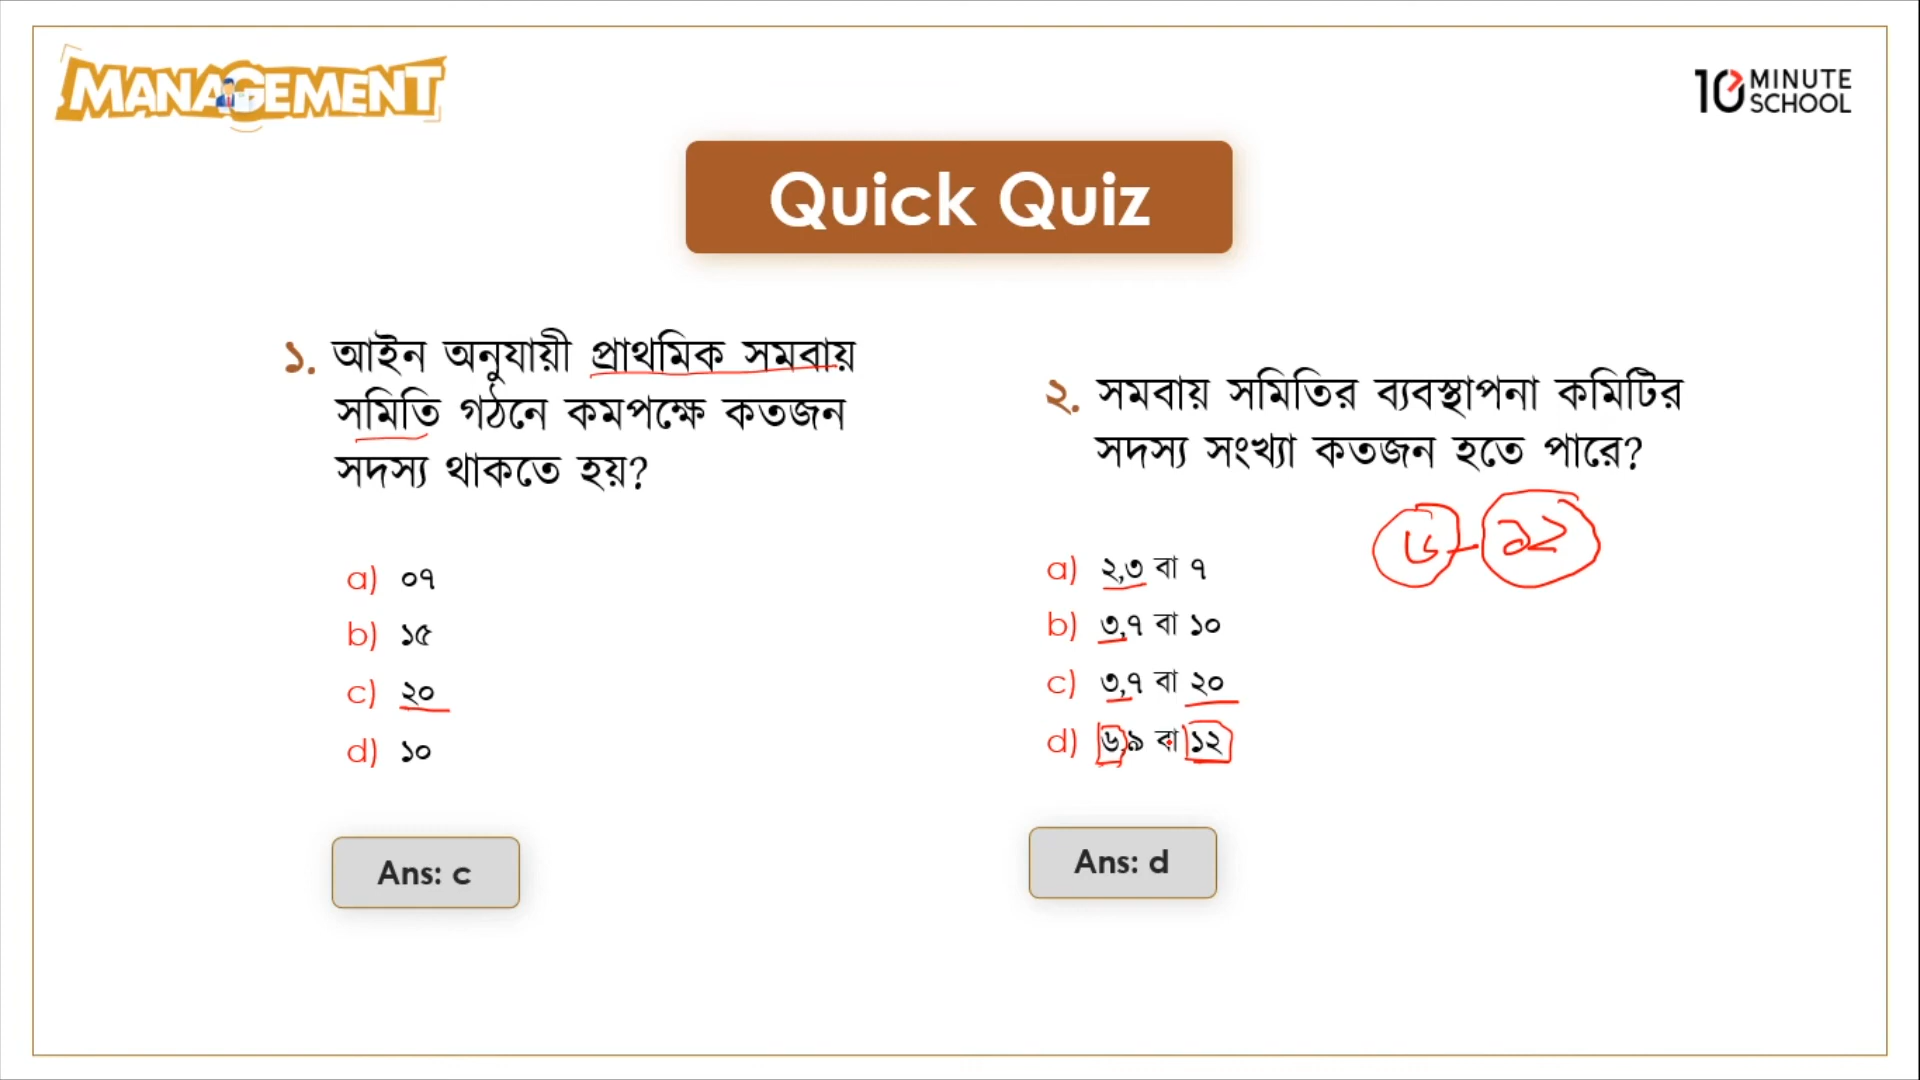 MANAGEMENT
10 MINUTE SCHOOL
Quick Quiz
১. আইন অনুযায়ী প্রাথমিক সমবায়
সমিতি গঠনে কমপক্ষে কতজন
সদস্য থাকতে হয়?
a) ০৭
b) ১৫
c) ২০
d) ১০
Ans: c
২. সমবায় সমিতির ব্যবস্থাপনা কমিটির
সদস্য সংখ্যা কতজন হতে পারে?
৬ - ১২
a) ২,৩ বা ৭
b) ৩,৭ বা ১০
c) ৩,৭ বা ২০
d) ৬,৯ বা ১২
Ans: d